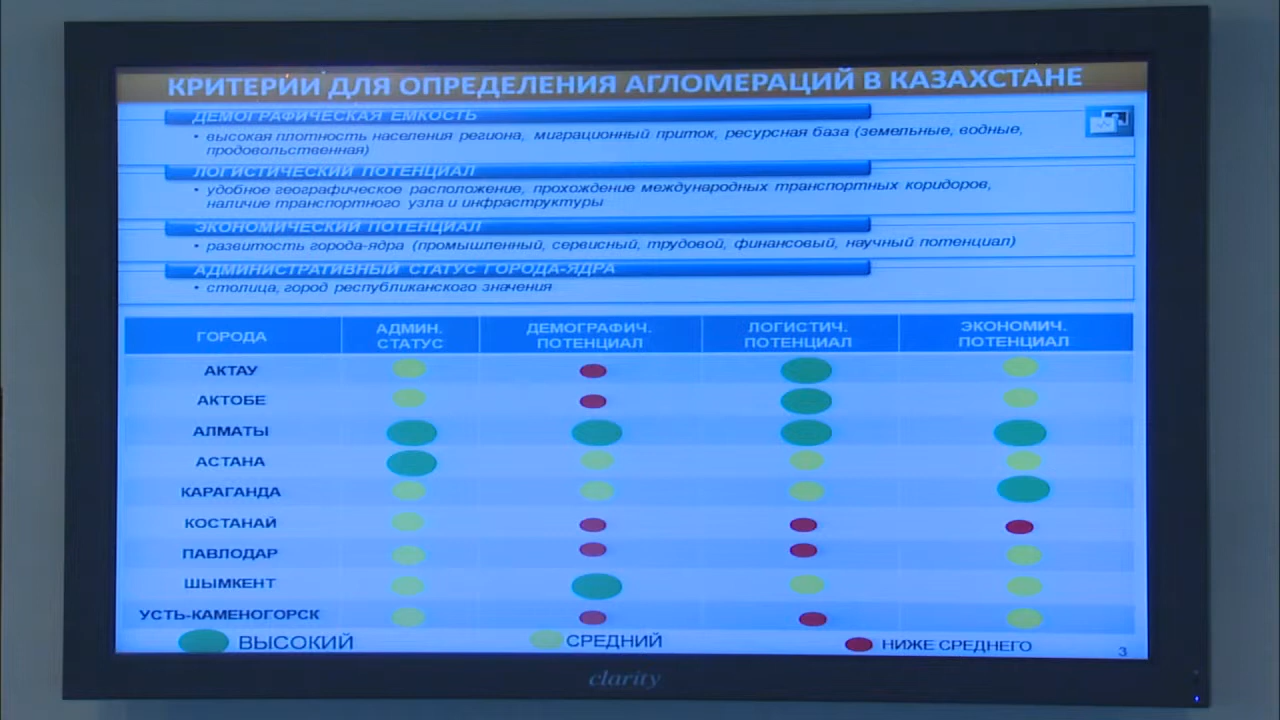 КРИТЕРИИ ДЛЯ ОПРЕДЕЛЕНИЯ АГЛОМЕРАЦИЙ В КАЗАХСТАНЕ
ДЕМОГРАФИЧЕСКАЯ ЕМКОСТЬ
• высокая плотность населения региона, миграционный приток, ресурсная база (земельные, водные,
продовольственная)
ЛОГИСТИЧЕСКИЙ ПОТЕНЦИАЛ
• удобное географическое расположение, прохождение международных транспортных коридоров,
наличие транспортного узла и инфраструктуры
ЭКОНОМИЧЕСКИЙ ПОТЕНЦИАЛ
• развитость города-ядра (промышленный, сервисный, трудовой, финансовый, научный потенциал)
АДМИНИСТРАТИВНЫЙ СТАТУС ГОРОДА-ЯДРА
• столица, город республиканского значения
ГОРОДА АДМИН. СТАТУС ДЕМОГРАФИЧ. ПОТЕНЦИАЛ ЛОГИСТИЧ. ПОТЕНЦИАЛ ЭКОНОМИЧ. ПОТЕНЦИАЛ
АКТАУ
АКТОБЕ
АЛМАТЫ
АСТАНА
КАРАГАНДА
КОСТАНАЙ
ПАВЛОДАР
ШЫМКЕНТ
УСТЬ-КАМЕНОГОРСК
ВЫСОКИЙ СРЕДНИЙ НИЖЕ СРЕДНЕГО
3
clarity